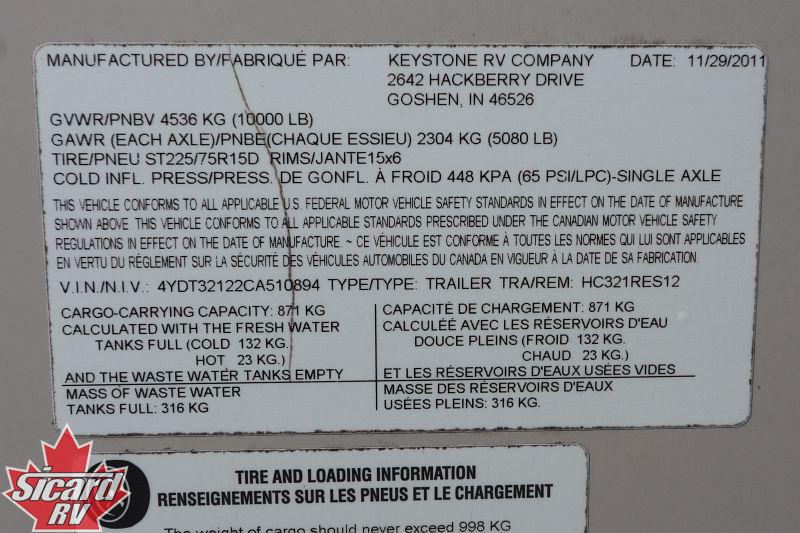 MANUFACTURED BY/FABRIQUÉ PAR: KEYSTONE RV COMPANY DATE: 11/29/2011
2642 HACKBERRY DRIVE
GOSHEN, IN 46526
GVWR/PNBV 4536 KG (10000 LB)
GAWR (EACH AXLE)/PNBE(CHAQUE ESSIEU) 2304 KG (5080 LB)
TIRE/PNEU ST225/75R15D RIMS/JANTE15x6
COLD INFL. PRESS/PRESS. DE GONFL. À FROID 448 KPA (65 PSI/LPC)-SINGLE AXLE
THIS VEHICLE CONFORMS TO ALL APPLICABLE U.S. FEDERAL MOTOR VEHICLE SAFETY STANDARDS IN EFFECT ON THE DATE OF MANUFACTURE
SHOWN ABOVE. THIS VEHICLE CONFORMS TO ALL APPLICABLE STANDARDS PRESCRIBED UNDER THE CANADIAN MOTOR VEHICLE SAFETY
REGULATIONS IN EFFECT ON THE DATE OF MANUFACTURE. ~ CE VÉHICULE EST CONFORME À TOUTES LES NORMES QUI LUI SONT APPLICABLES
EN VERTU DU RÉGLEMENT SUR LA SÉCURITÉ DES VÉHICULES AUTOMOBILES DU CANADA EN VIGUEUR À LA DATE DE SA FABRICATION.
V.I.N./N.I.V.: 4YDT32122CA510894 TYPE/TYPE: TRAILER TRA/REM: HC321RES12
CARGO-CARRYING CAPACITY: 871 KG
CALCULATED WITH THE FRESH WATER
TANKS FULL (COLD 132 KG.
HOT 23 KG.)
AND THE WASTE WATER TANKS EMPTY
MASS OF WASTE WATER
TANKS FULL: 316 KG
CAPACITÉ DE CHARGEMENT: 871 KG
CALCULÉE AVEC LES RÉSERVOIRS D'EAU
DOUCE PLEINS (FROID 132 KG.
CHAUD 23 KG.)
ET LES RÉSERVOIRS D'EAUX USÉES VIDES
MASSE DES RÉSERVOIRS D'EAUX
USÉES PLEINS: 316 KG.
TIRE AND LOADING INFORMATION
RENSEIGNEMENTS SUR LES PNEUS ET LE CHARGEMENT
The weight of cargo should never exceed 998 KG
Sicard
RV